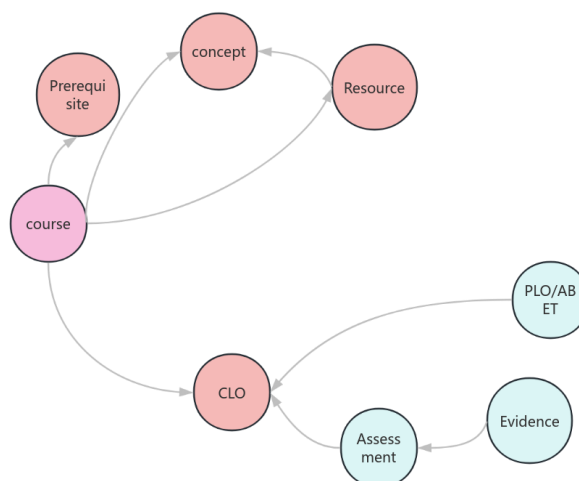 concept
Prerequi
site
Resource
course
PLO/AB
ET
CLO
Assess
ment
Evidence